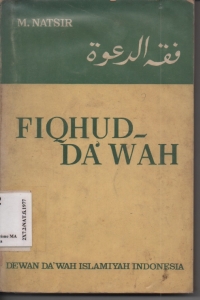 M. NATSIR
فقه الدعوة
FIQHUD-
DA'WAH
DEWAN DA'WAH ISLAMIYAH INDONESIA